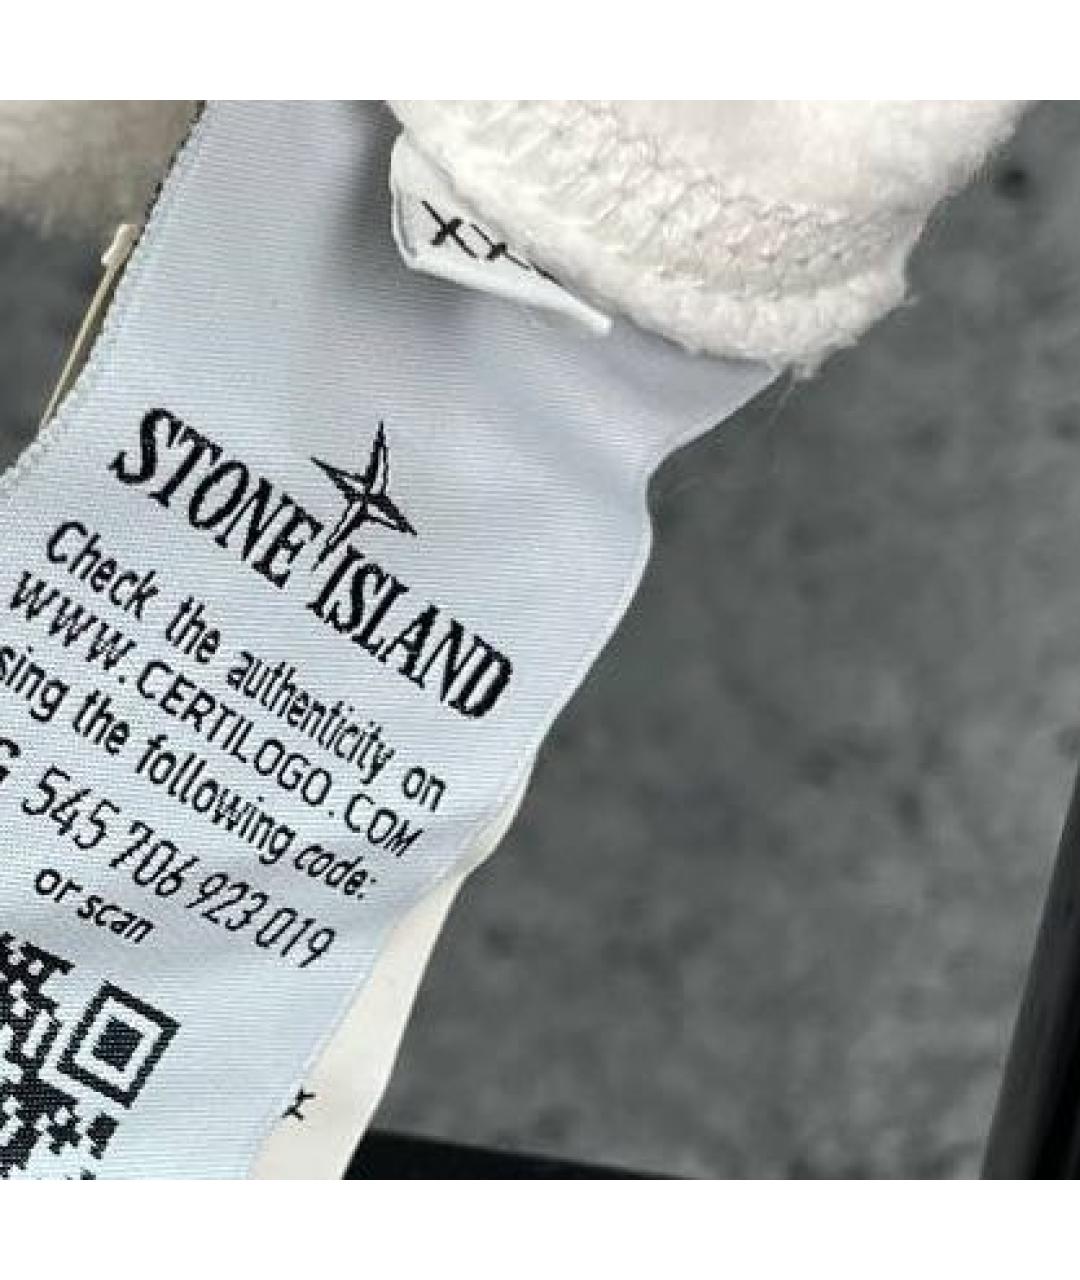 XX
STONE ISLAND
Check the authenticity on
WWW.CERTILOGO.COM
sing the following code:
G 545 706 923 019
or scan